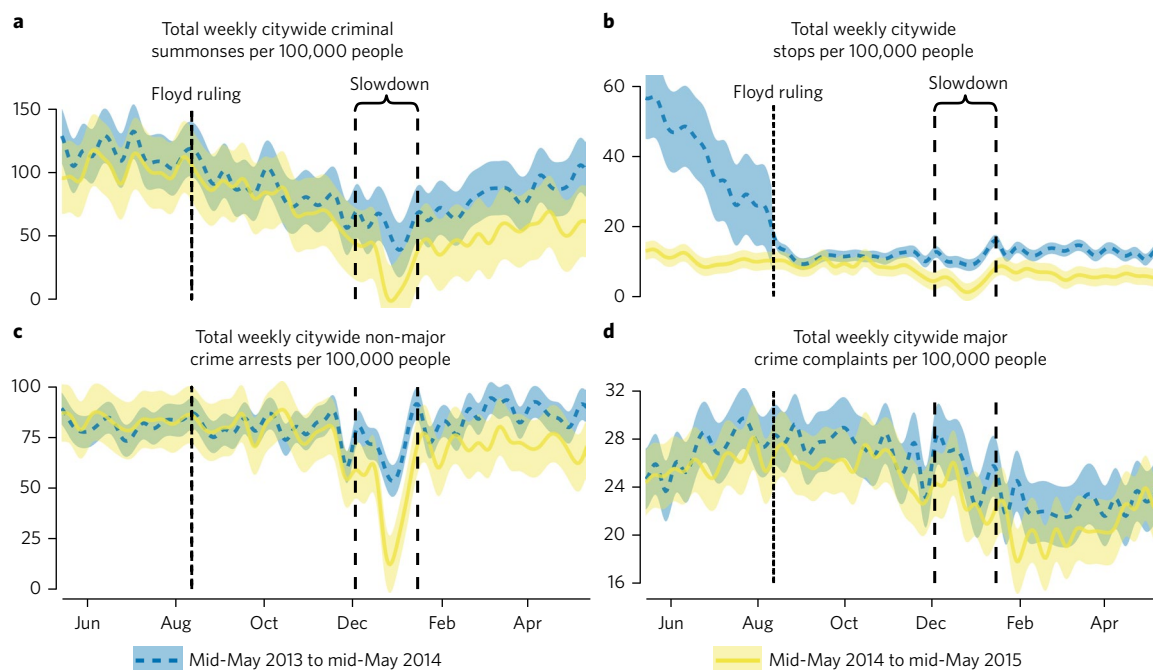 a
Total weekly citywide criminal
summonses per 100,000 people
Floyd ruling
Slowdown
150
100
50
0
b
Total weekly citywide
stops per 100,000 people
Floyd ruling
Slowdown
60
40
20
0
c
Total weekly citywide non-major
crime arrests per 100,000 people
100
75
50
25
0
Jun Aug Oct Dec Feb Apr
d
Total weekly citywide major
crime complaints per 100,000 people
32
28
24
20
16
Jun Aug Oct Dec Feb Apr
Mid-May 2013 to mid-May 2014
Mid-May 2014 to mid-May 2015